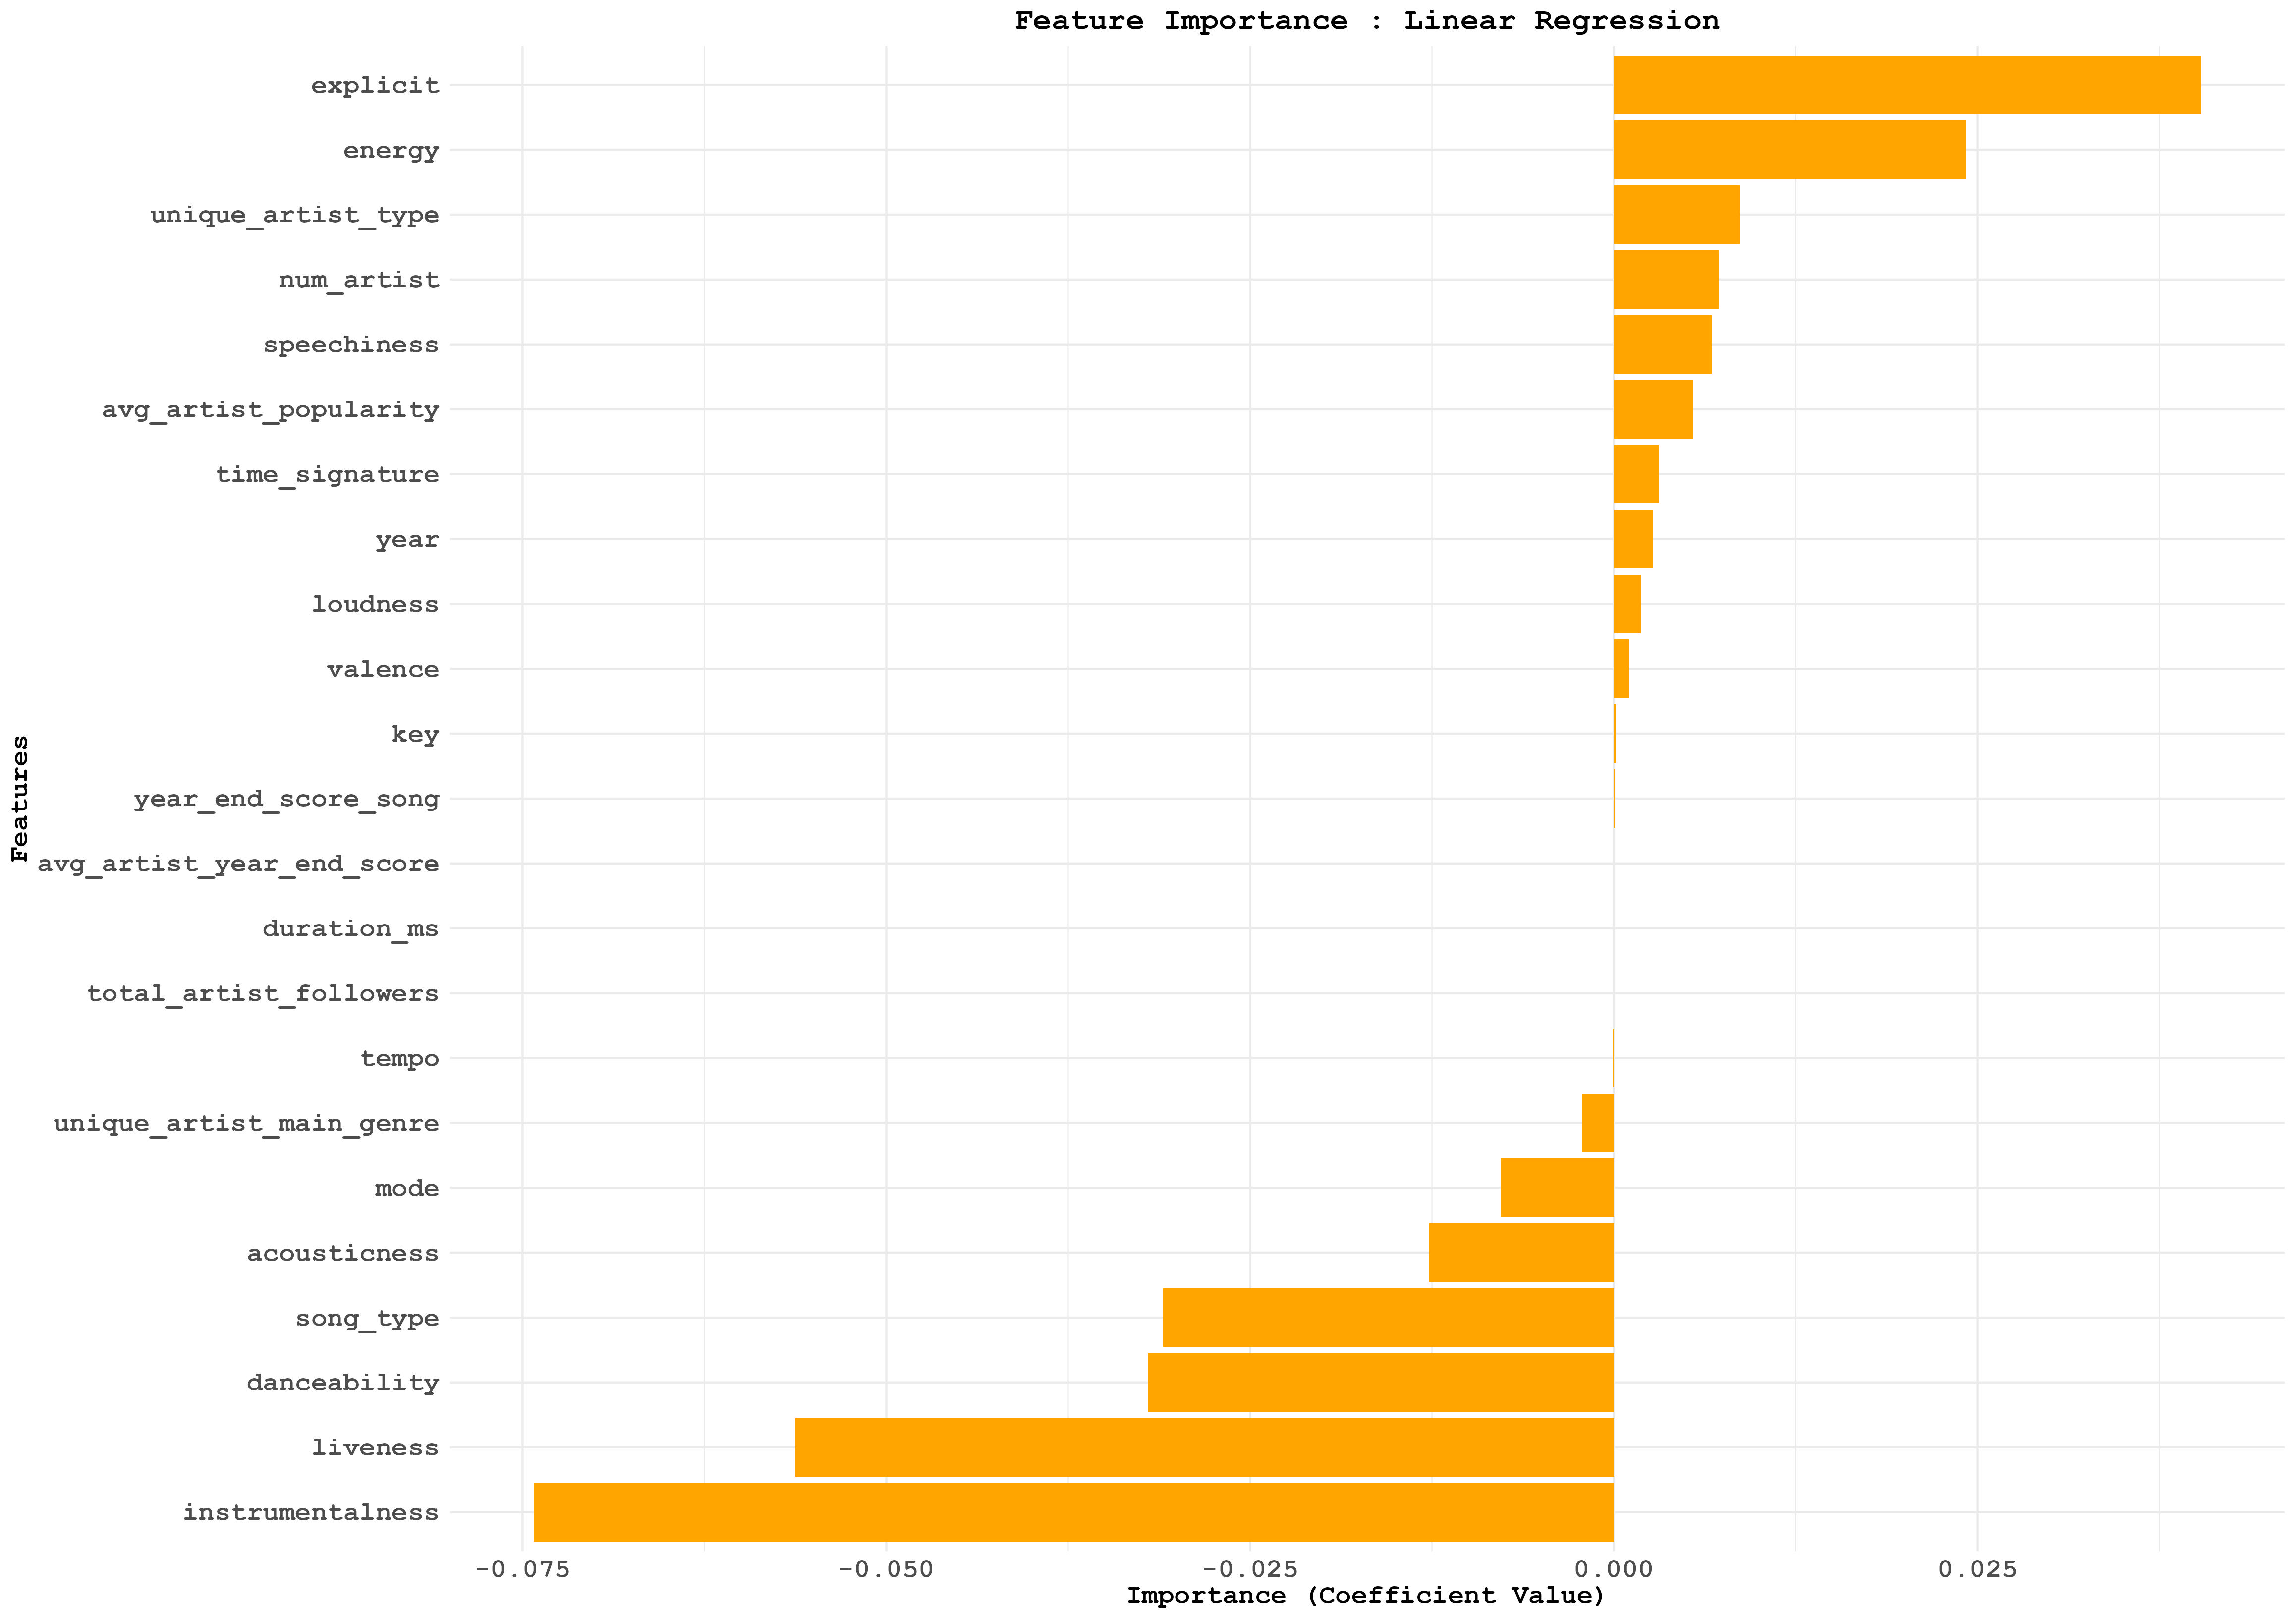 Feature Importance : Linear Regression
explicit
energy
unique_artist_type
num_artist
speechiness
avg_artist_popularity
time_signature
year
loudness
valence
key
year_end_score_song
avg_artist_year_end_score
duration_ms
total_artist_followers
tempo
unique_artist_main_genre
mode
acousticness
song_type
danceability
liveness
instrumentalness
Features
-0.075 -0.050 -0.025 0.000 0.025
Importance (Coefficient Value)